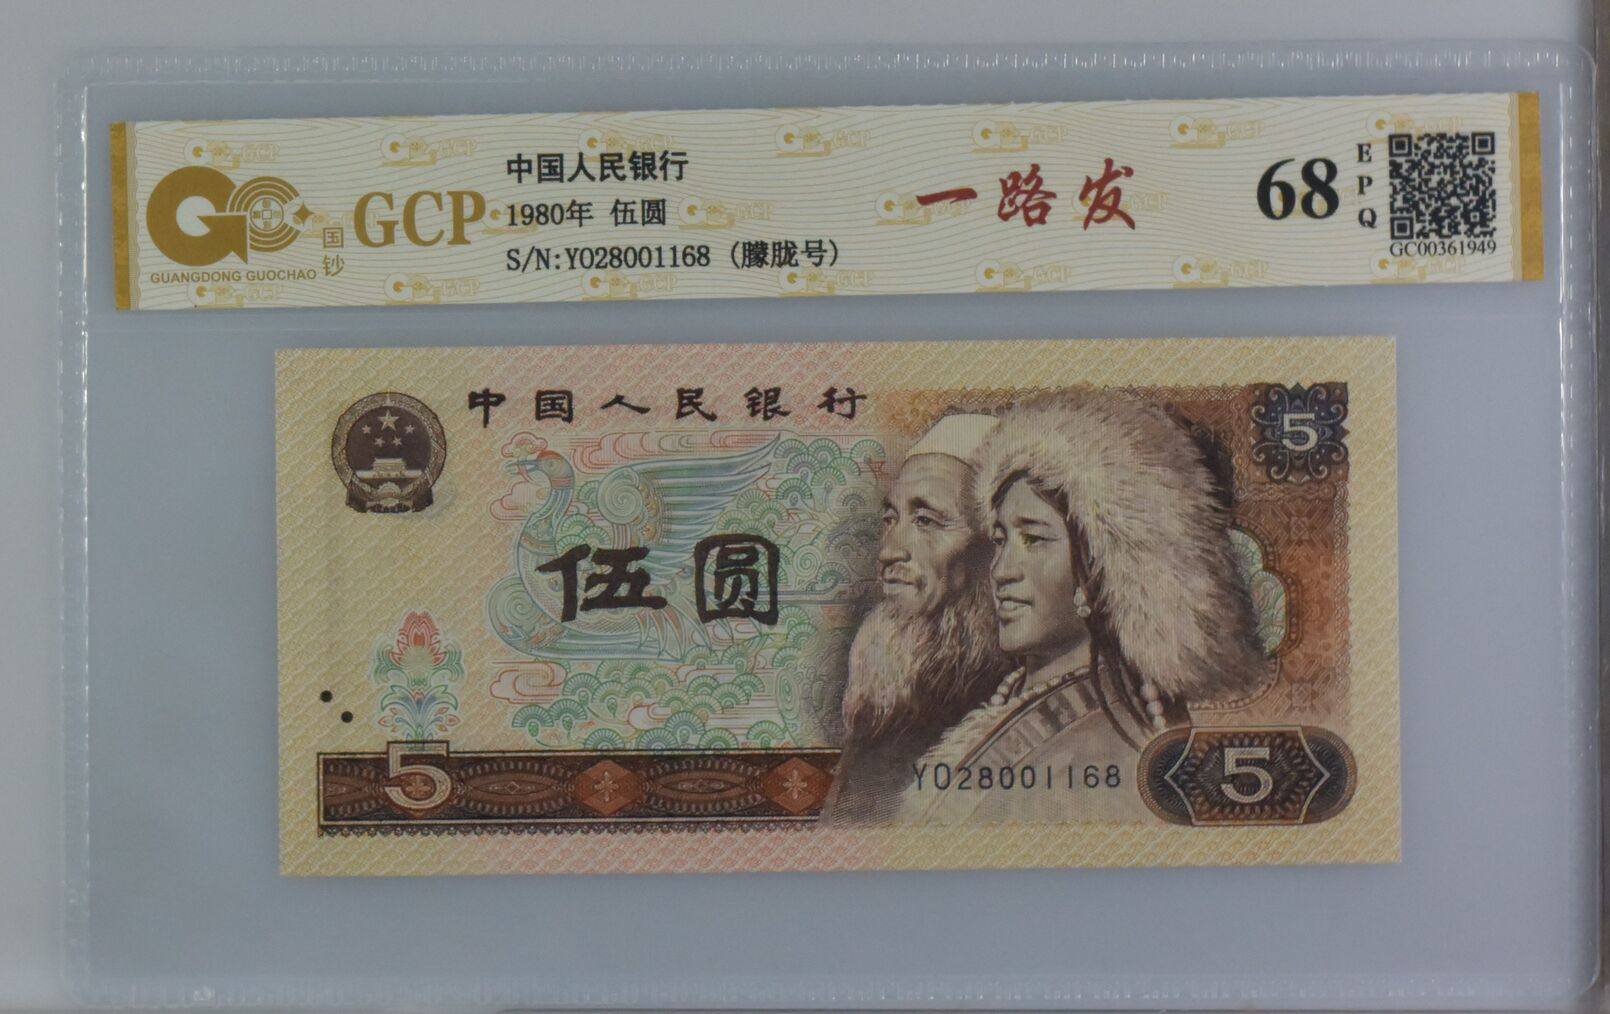 中国人民银行
1980年 伍圆
S/N:Y028001168 (朦胧号)
GCP
国钞
GUANGDONG GUOCHAO
一路发
68
EPQ
GC00361949
中国人民银行
5
伍圆
5
Y028001168
5